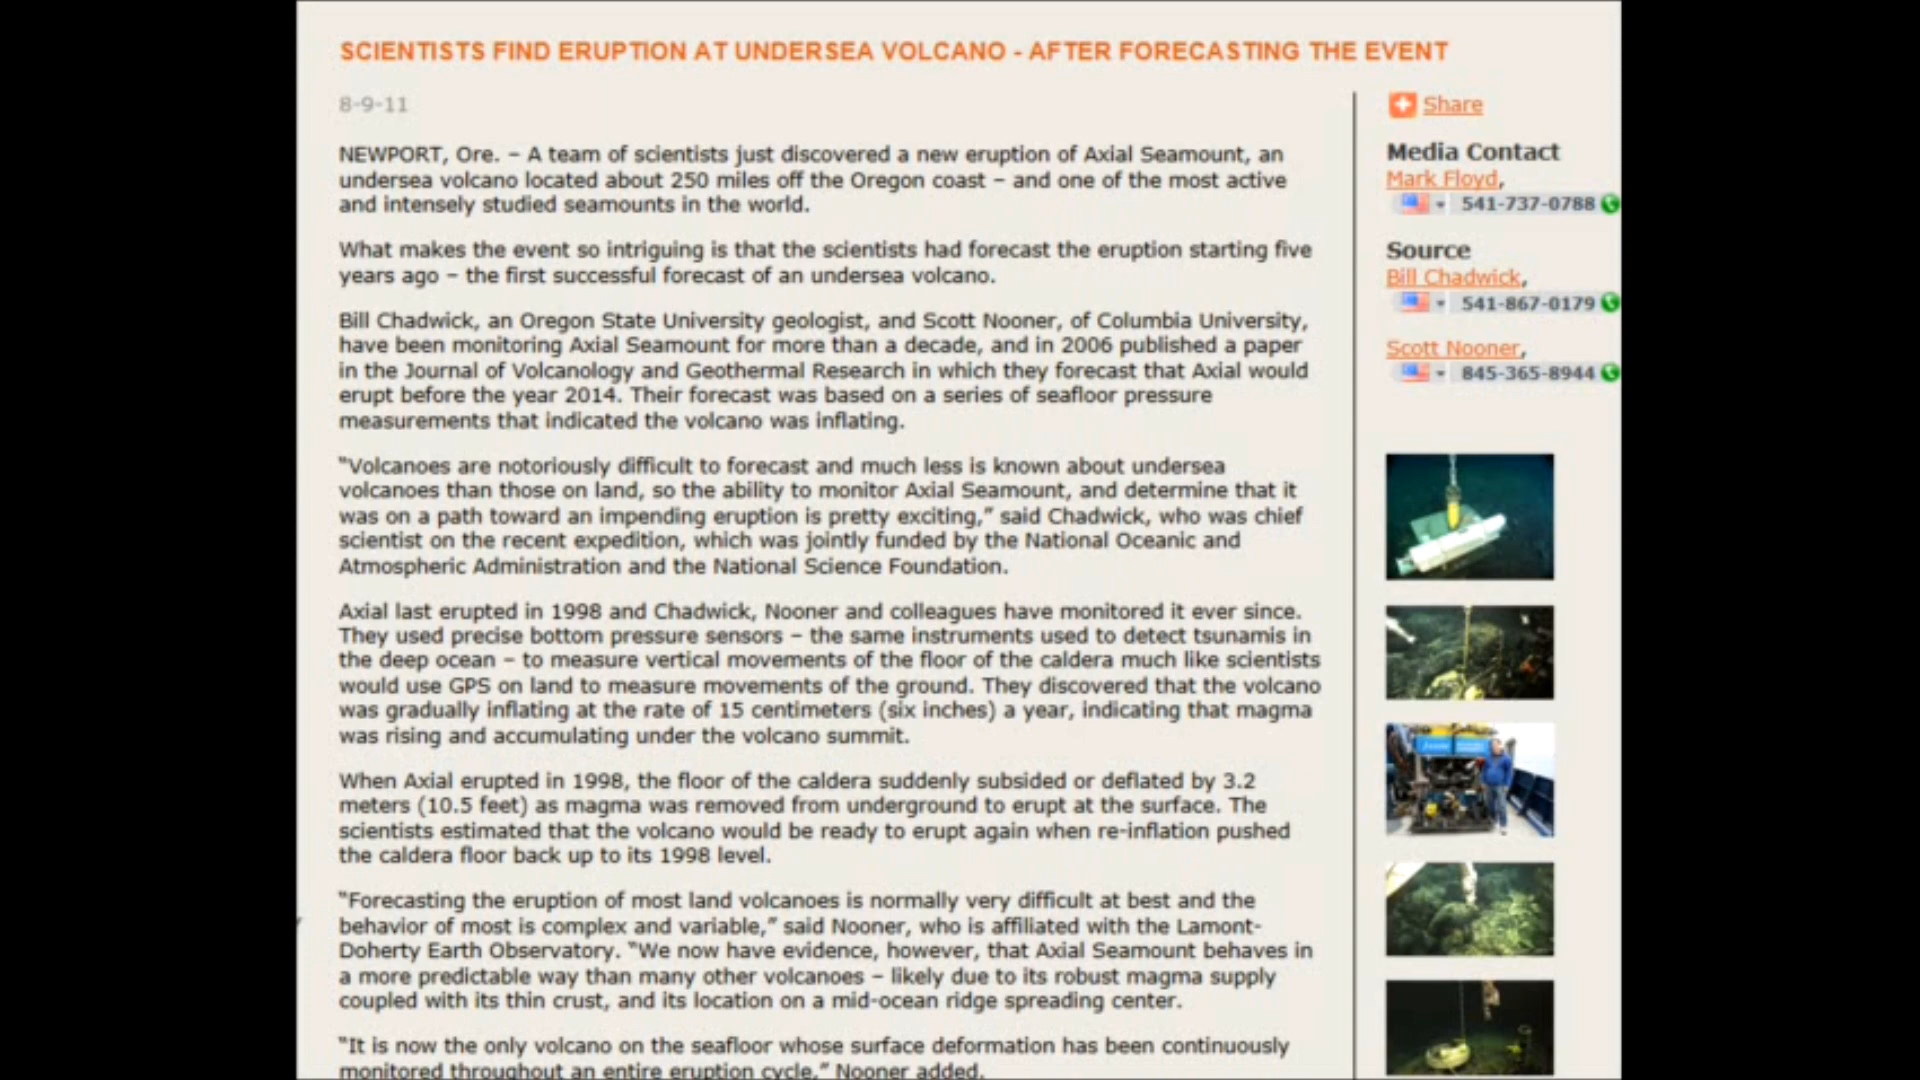 SCIENTISTS FIND ERUPTION AT UNDERSEA VOLCANO - AFTER FORECASTING THE EVENT
8-9-11
NEWPORT, Ore. – A team of scientists just discovered a new eruption of Axial Seamount, an
undersea volcano located about 250 miles off the Oregon coast – and one of the most active
and intensely studied seamounts in the world.
What makes the event so intriguing is that the scientists had forecast the eruption starting five
years ago – the first successful forecast of an undersea volcano.
Bill Chadwick, an Oregon State University geologist, and Scott Nooner, of Columbia University,
have been monitoring Axial Seamount for more than a decade, and in 2006 published a paper
in the Journal of Volcanology and Geothermal Research in which they forecast that Axial would
erupt before the year 2014. Their forecast was based on a series of seafloor pressure
measurements that indicated the volcano was inflating.
“Volcanoes are notoriously difficult to forecast and much less is known about undersea
volcanoes than those on land, so the ability to monitor Axial Seamount, and determine that it
was on a path toward an impending eruption is pretty exciting,” said Chadwick, who was chief
scientist on the recent expedition, which was jointly funded by the National Oceanic and
Atmospheric Administration and the National Science Foundation.
Axial last erupted in 1998 and Chadwick, Nooner and colleagues have monitored it ever since.
They used precise bottom pressure sensors – the same instruments used to detect tsunamis in
the deep ocean – to measure vertical movements of the floor of the caldera much like scientists
would use GPS on land to measure movements of the ground. They discovered that the volcano
was gradually inflating at the rate of 15 centimeters (six inches) a year, indicating that magma
was rising and accumulating under the volcano summit.
When Axial erupted in 1998, the floor of the caldera suddenly subsided or deflated by 3.2
meters (10.5 feet) as magma was removed from underground to erupt at the surface. The
scientists estimated that the volcano would be ready to erupt again when re-inflation pushed
the caldera floor back up to its 1998 level.
“Forecasting the eruption of most land volcanoes is normally very difficult at best and the
behavior of most is complex and variable,” said Nooner, who is affiliated with the Lamont-
Doherty Earth Observatory. “We now have evidence, however, that Axial Seamount behaves in
a more predictable way than many other volcanoes – likely due to its robust magma supply
coupled with its thin crust, and its location on a mid-ocean ridge spreading center.
“It is now the only volcano on the seafloor whose surface deformation has been continuously
monitored throughout an entire eruption cycle,” Nooner added.
Share
Media Contact
Mark Floyd,
541-737-0788
Source
Bill Chadwick,
541-867-0179
Scott Nooner,
845-365-8944